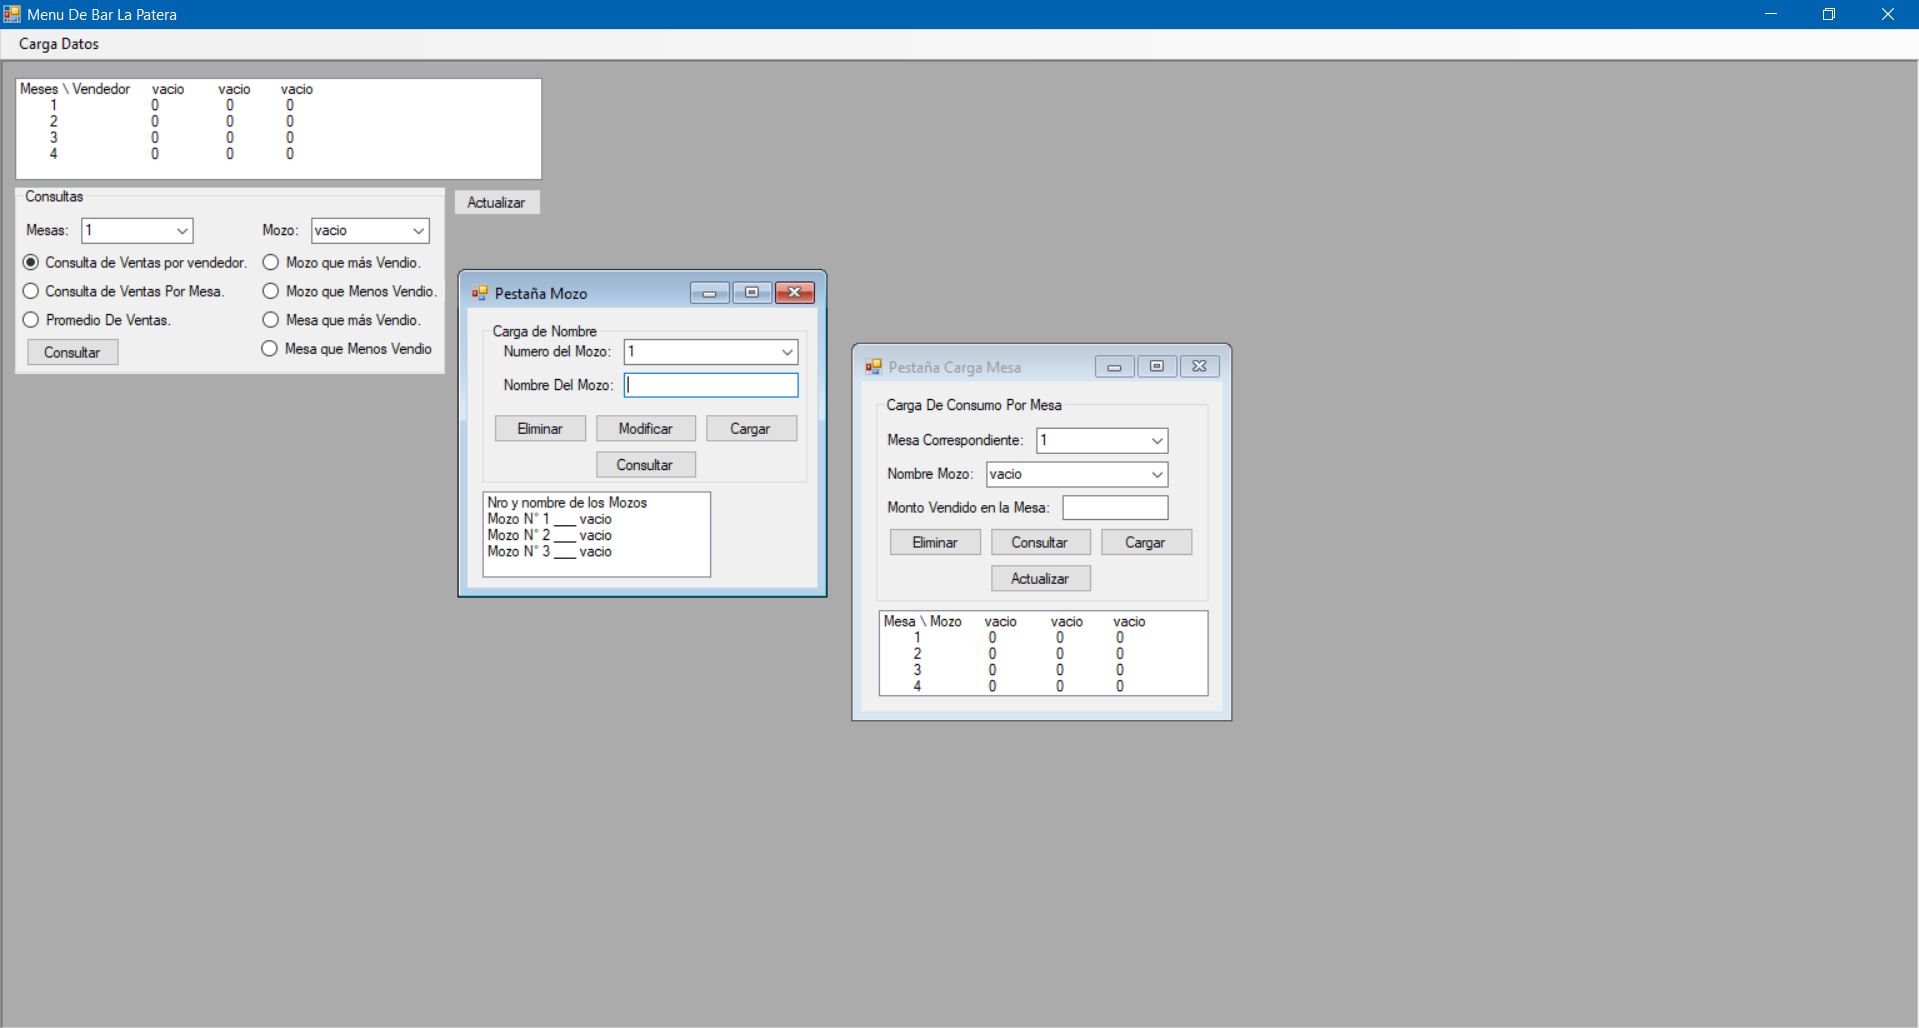 Menu De Bar La Patera
Carga Datos
Meses \ Vendedor vacio vacio vacio
1 0 0 0
2 0 0 0
3 0 0 0
4 0 0 0
Consultas
Actualizar
Mesas: 1 Mozo: vacio
Consulta de Ventas por vendedor. Mozo que más Vendio.
Consulta de Ventas Por Mesa. Mozo que Menos Vendio.
Promedio De Ventas. Mesa que más Vendio.
Consultar Mesa que Menos Vendio
Pestaña Mozo
Carga de Nombre
Numero del Mozo: 1
Nombre Del Mozo:
Eliminar Modificar Cargar
Consultar
Nro y nombre de los Mozos
Mozo N° 1 ___ vacio
Mozo N° 2 ___ vacio
Mozo N° 3 ___ vacio
Pestaña Carga Mesa
Carga De Consumo Por Mesa
Mesa Correspondiente: 1
Nombre Mozo: vacio
Monto Vendido en la Mesa:
Eliminar Consultar Cargar
Actualizar
Mesa \ Mozo vacio vacio vacio
1 0 0 0
2 0 0 0
3 0 0 0
4 0 0 0